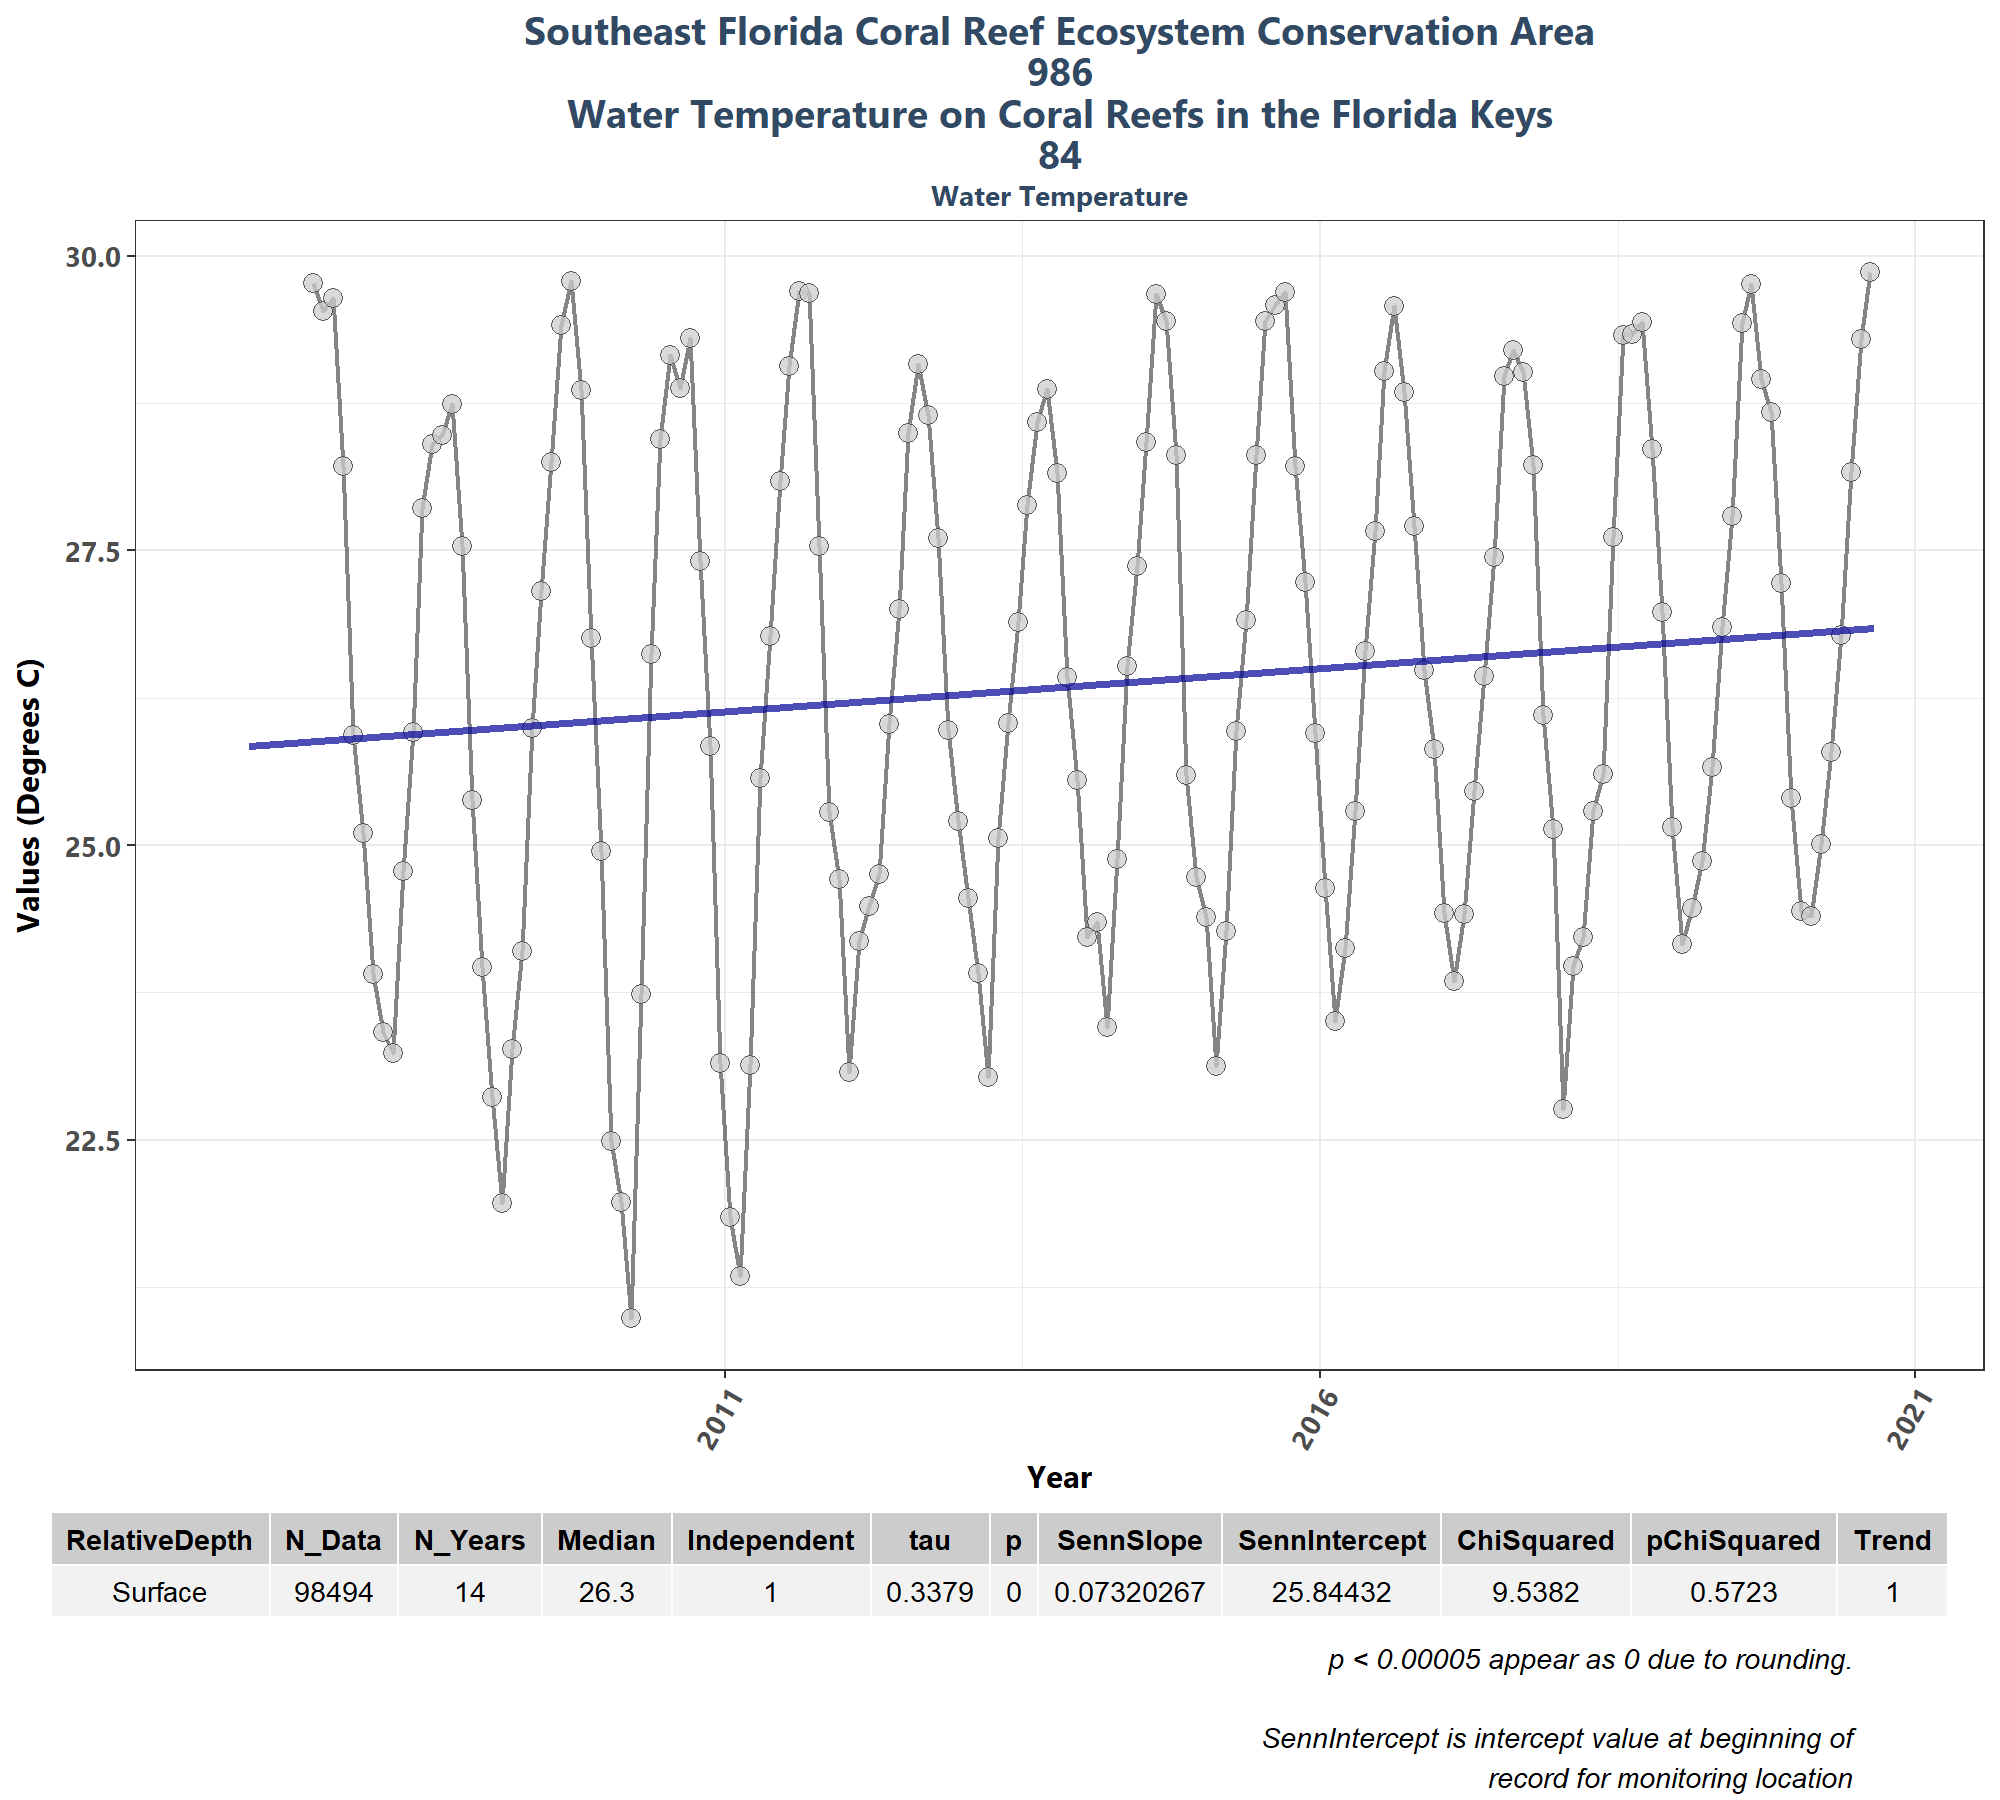 Southeast Florida Coral Reef Ecosystem Conservation Area
986
Water Temperature on Coral Reefs in the Florida Keys
84
Water Temperature
30.0
27.5
25.0
22.5
Values (Degrees C)
2011
2016
2021
Year
RelativeDepth N_Data N_Years Median Independent tau p SennSlope SennIntercept ChiSquared pChiSquared Trend
Surface 98494 14 26.3 1 0.3379 0 0.07320267 25.84432 9.5382 0.5723 1
p < 0.00005 appear as 0 due to rounding.
SennIntercept is intercept value at beginning of
record for monitoring location